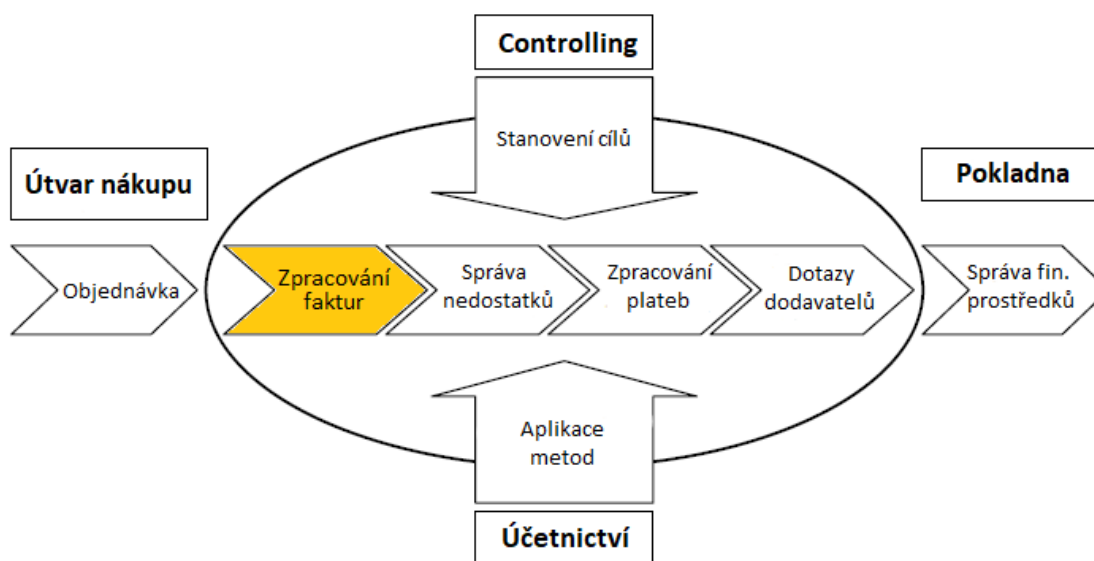 Controlling
Stanovení cílů
Útvar nákupu
Pokladna
Objednávka
Zpracování
faktur
Správa
nedostatků
Zpracování
plateb
Dotazy
dodavatelů
Správa fin.
prostředků
Aplikace
metod
Účetnictví